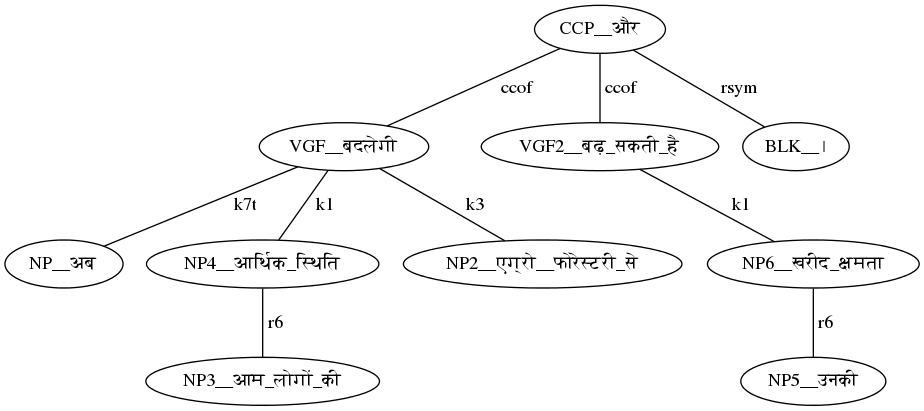 CCP__और
ccof ccof rsym
VGF__बदलेगी VGF2__बढ़_सकती_है BLK__।
k7t k1 k3 k1
NP__अब NP4__आर्थिक_स्थिति NP2__एग्रो__फोरेस्टरी_से NP6__खरीद_क्षमता
r6 r6
NP3__आम_लोगों_की NP5__उनकी